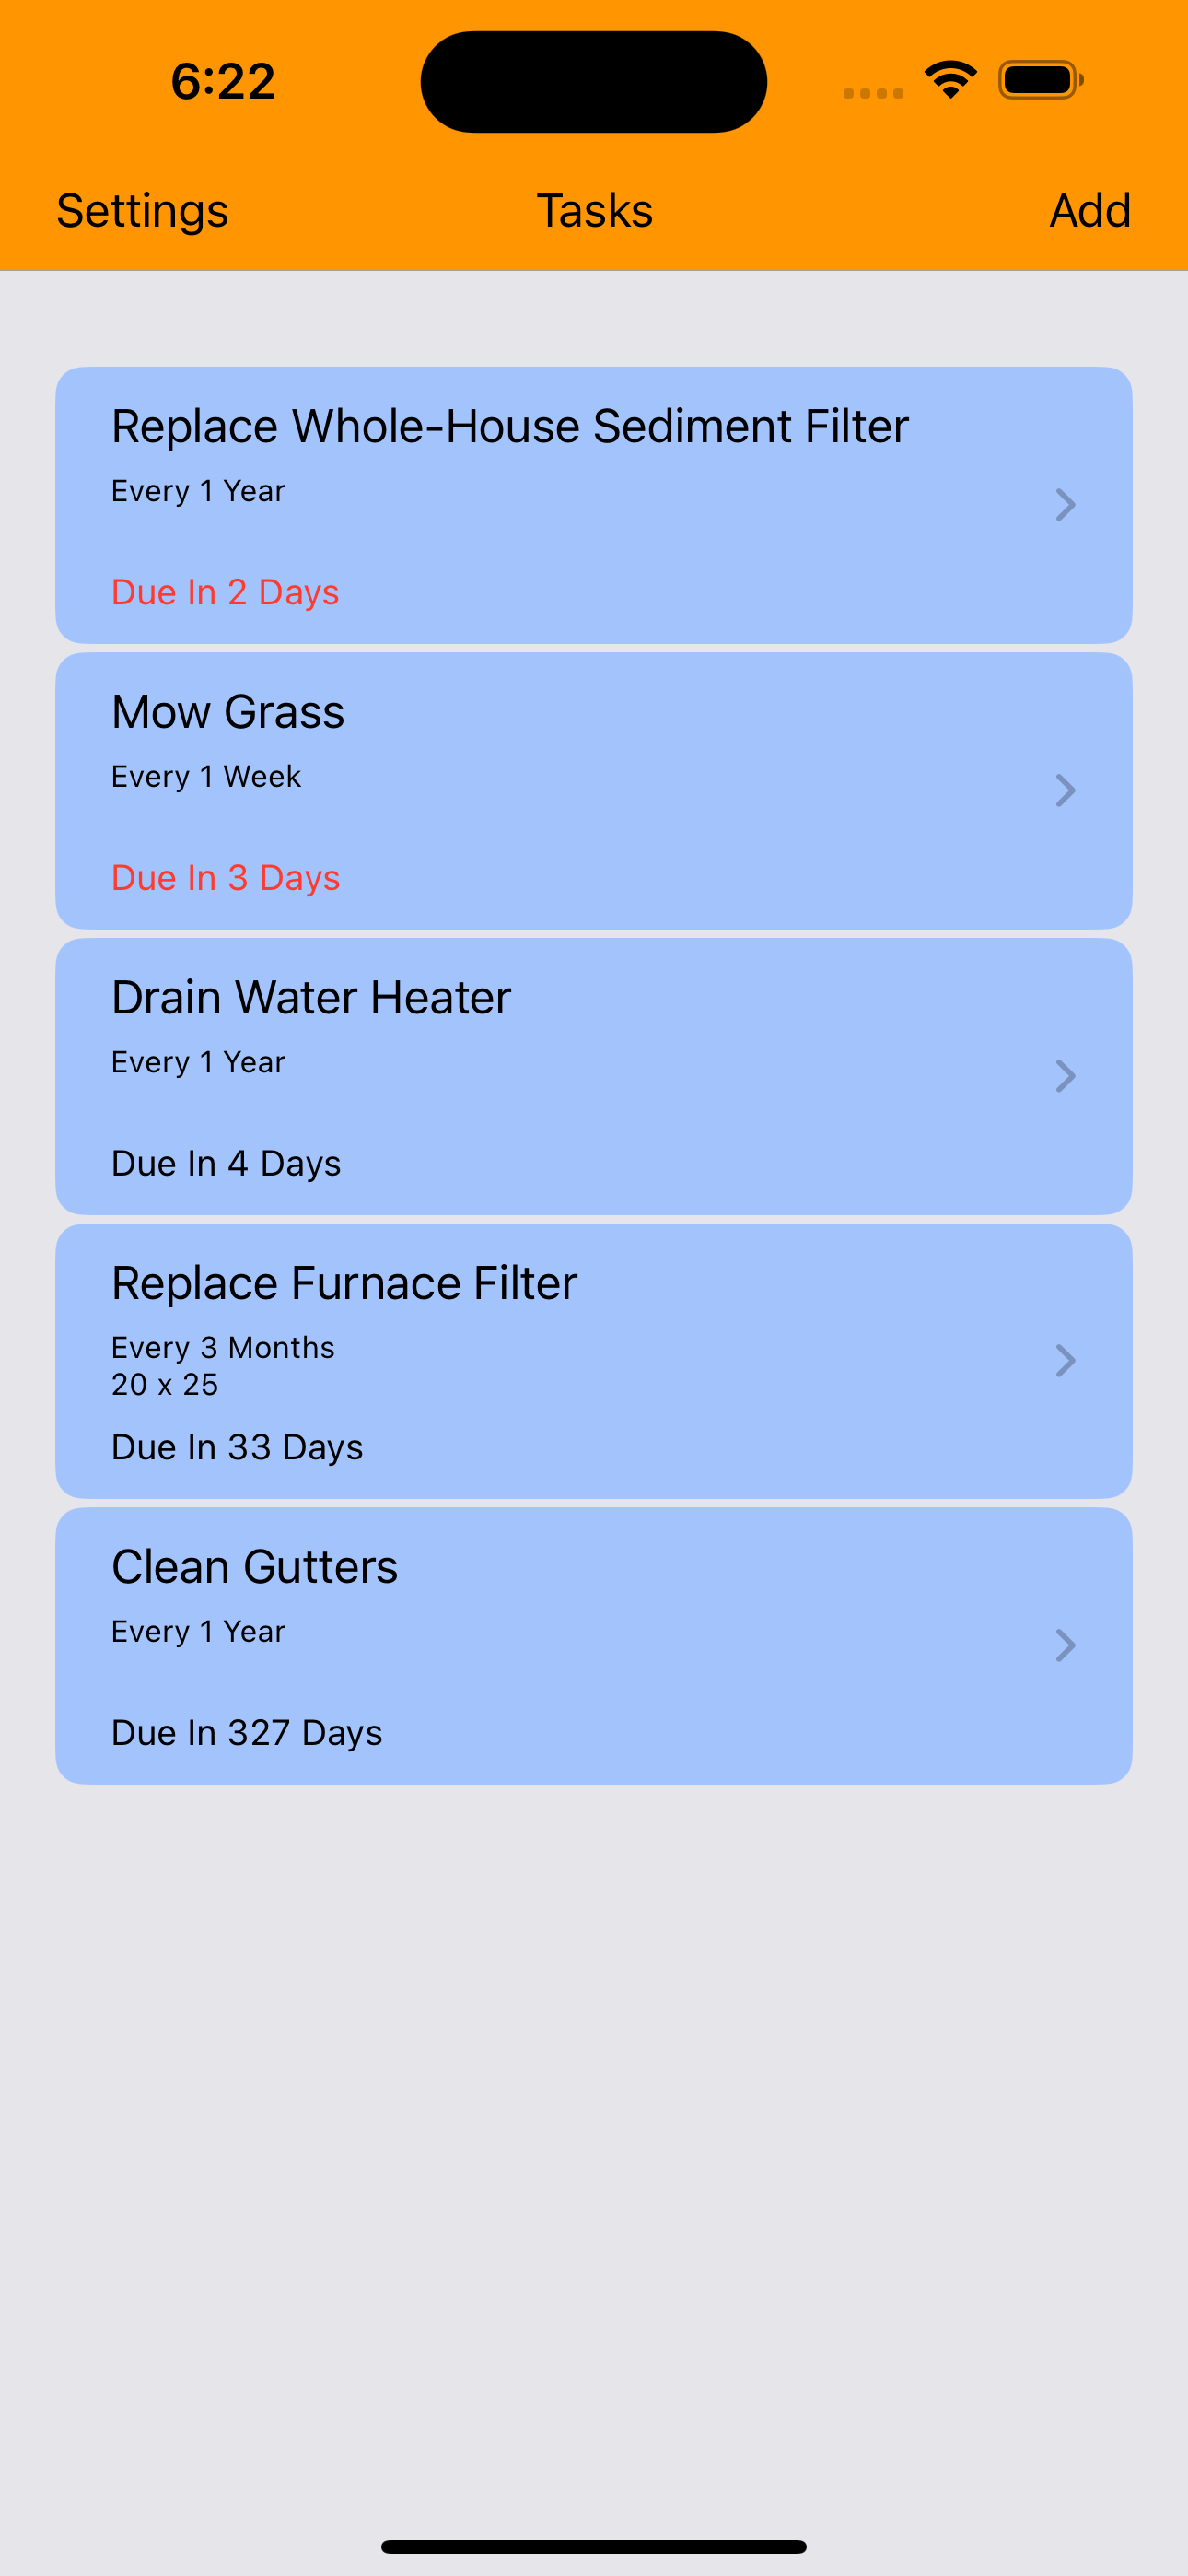 6:22
Settings Tasks Add
Replace Whole-House Sediment Filter
Every 1 Year
Due In 2 Days
Mow Grass
Every 1 Week
Due In 3 Days
Drain Water Heater
Every 1 Year
Due In 4 Days
Replace Furnace Filter
Every 3 Months
20 x 25
Due In 33 Days
Clean Gutters
Every 1 Year
Due In 327 Days